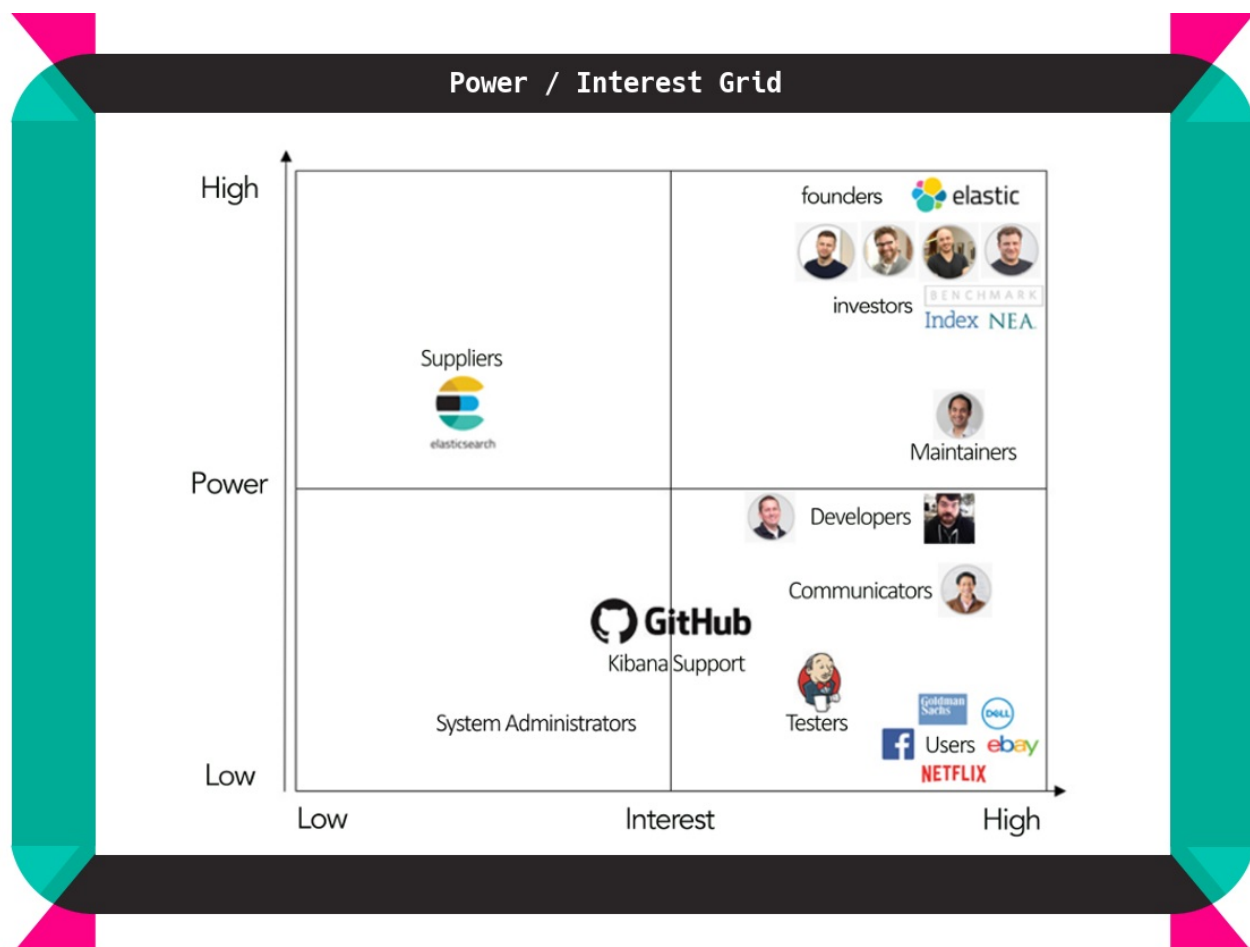 Power / Interest Grid
High
founders
elastic
investors
BENCHMARK
Index NEA.
Suppliers
elasticsearch
Maintainers
Power
Developers
Communicators
GitHub
Kibana Support
System Administrators
Testers
Goldman
Sachs
DELL
f
Users
ebay
NETFLIX
Low
Low
Interest
High